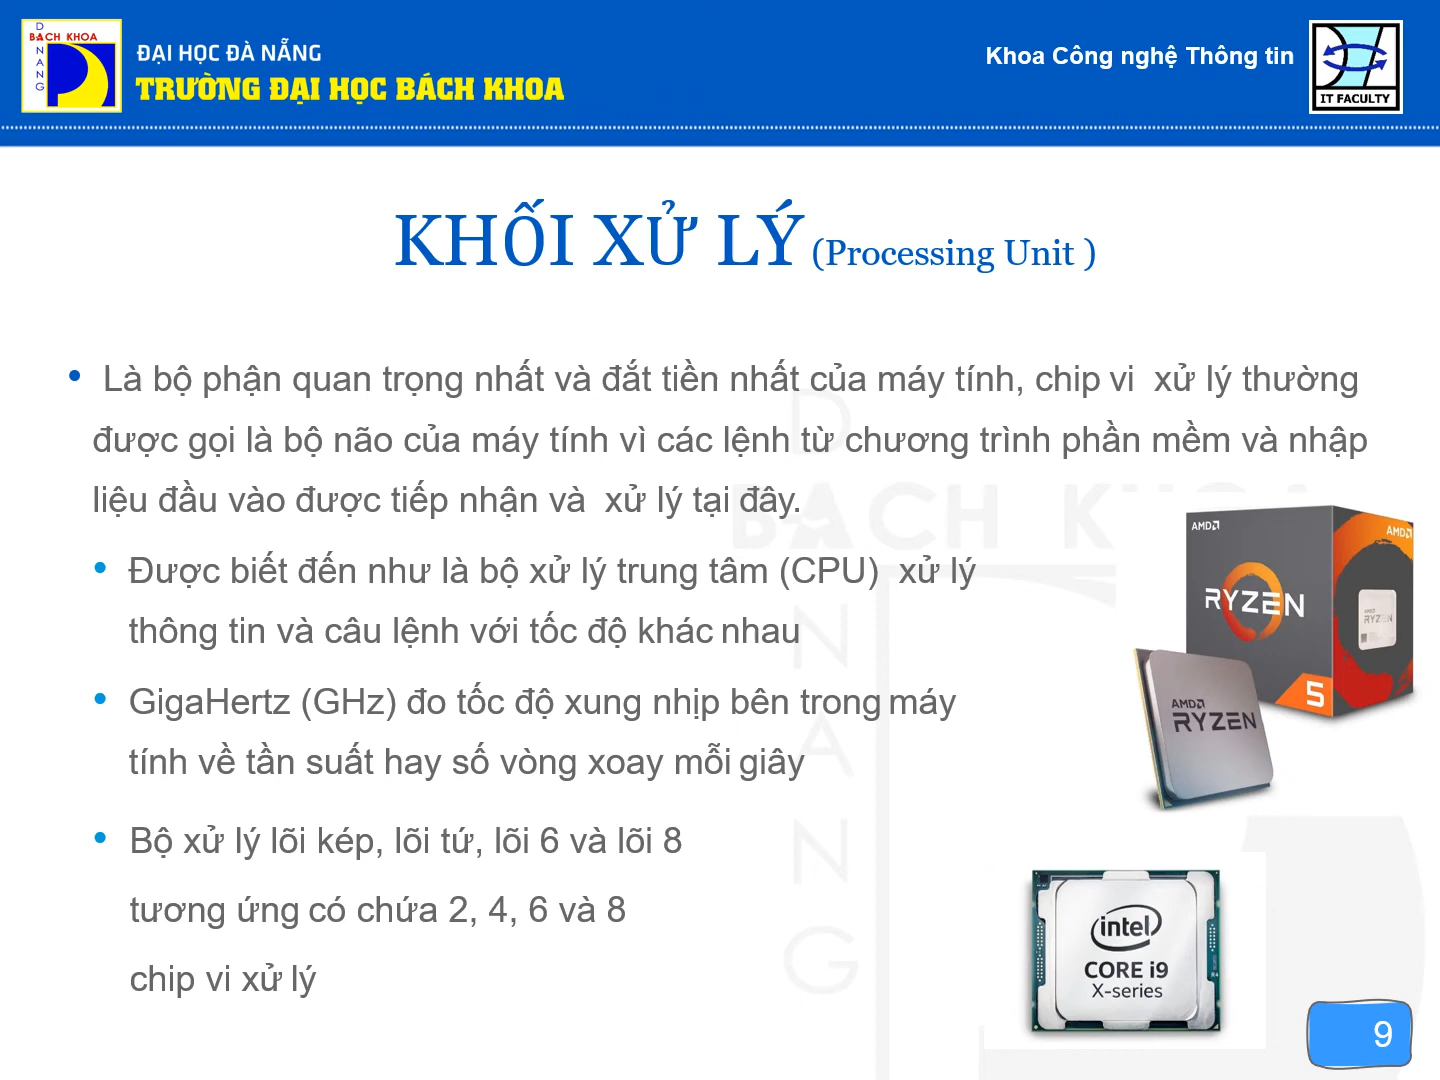 DANANG
BACH KHOA
ĐẠI HỌC ĐÀ NẴNG
TRƯỜNG ĐẠI HỌC BÁCH KHOA
Khoa Công nghệ Thông tin
IT FACULTY
KHỐI XỬ LÝ (Processing Unit )
• Là bộ phận quan trọng nhất và đắt tiền nhất của máy tính, chip vi xử lý thường
được gọi là bộ não của máy tính vì các lệnh từ chương trình phần mềm và nhập
liệu đầu vào được tiếp nhận và xử lý tại đây.
• Được biết đến như là bộ xử lý trung tâm (CPU) xử lý
thông tin và câu lệnh với tốc độ khác nhau
• GigaHertz (GHz) đo tốc độ xung nhịp bên trong máy
tính về tần suất hay số vòng xoay mỗi giây
• Bộ xử lý lõi kép, lõi tứ, lõi 6 và lõi 8
tương ứng có chứa 2, 4, 6 và 8
chip vi xử lý
AMD
AMD
RYZEN
RYZEN
5
AMD
RYZEN
intel
CORE i9
X-series
DANANG
BACH KHOA
9